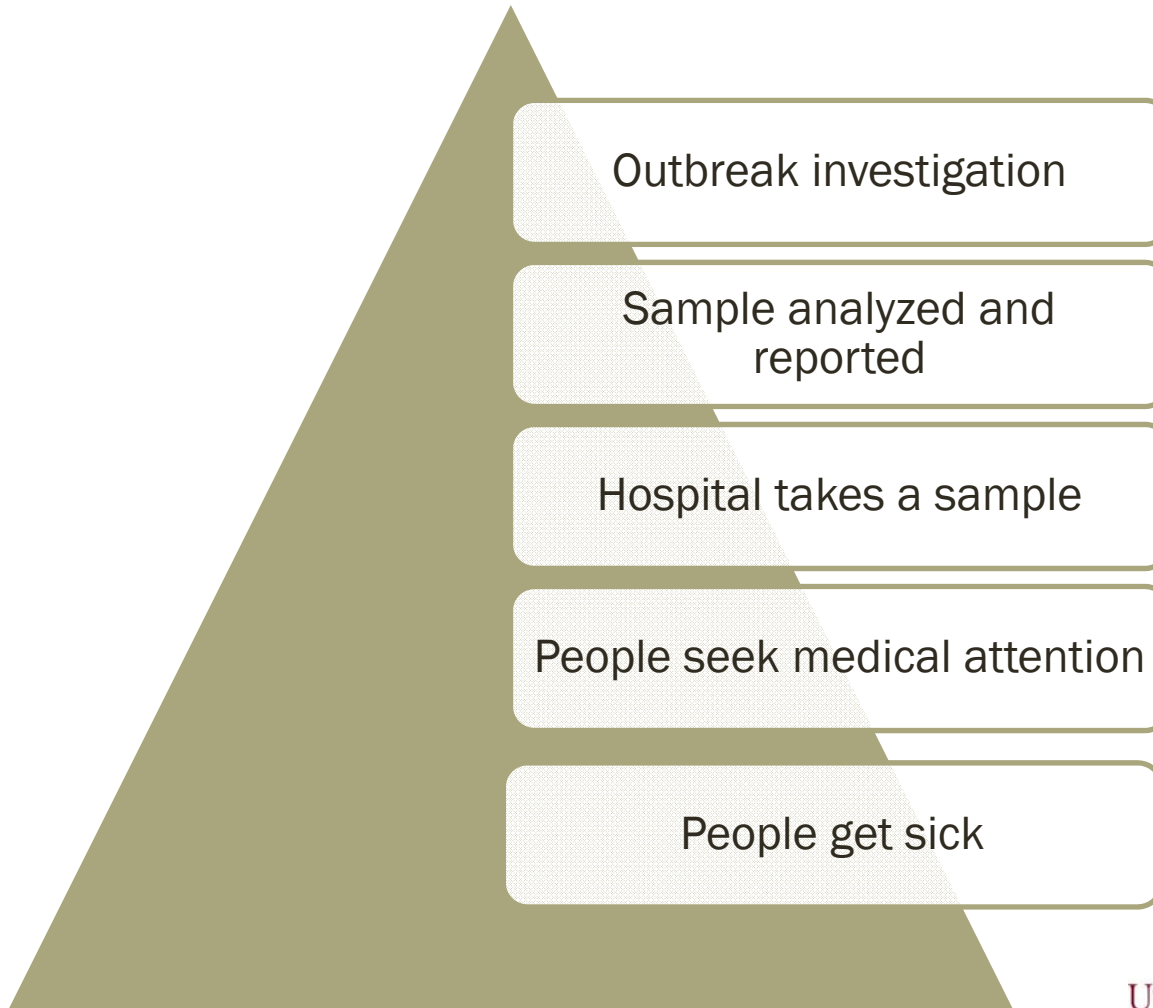 Outbreak investigation
Sample analyzed and
reported
Hospital takes a sample
People seek medical attention
People get sick
U